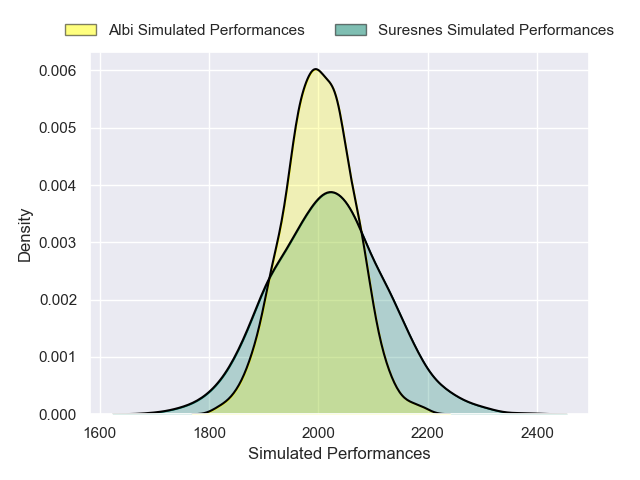 Albi Simulated Performances Suresnes Simulated Performances
0.006
0.005
0.004
0.003
0.002
0.001
0.000
Density
1600 1800 2000 2200 2400
Simulated Performances